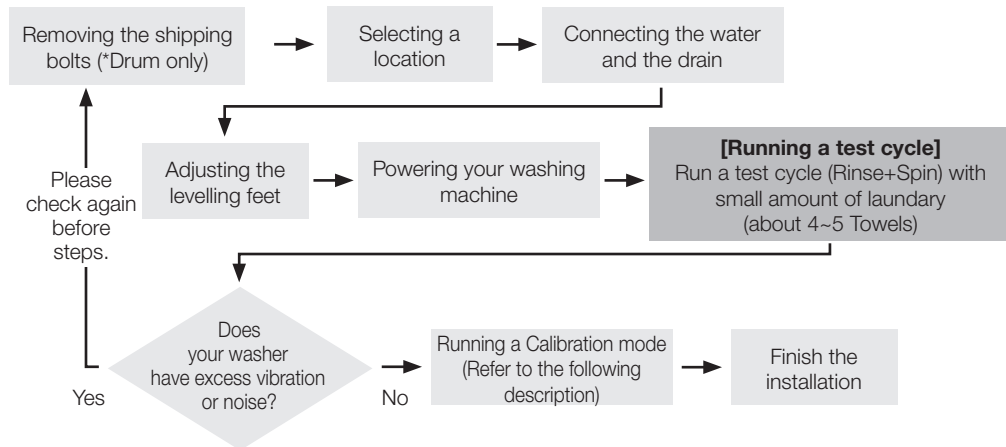 Removing the shipping
bolts (*Drum only)
Selecting a
location
Connecting the water
and the drain
Adjusting the
levelling feet
Powering your washing
machine
[Running a test cycle]
Run a test cycle (Rinse+Spin) with
small amount of laundary
(about 4~5 Towels)
Please
check again
before
steps.
Does
your washer
have excess vibration
or noise?
Yes
No
Running a Calibration mode
(Refer to the following
description)
Finish the
installation